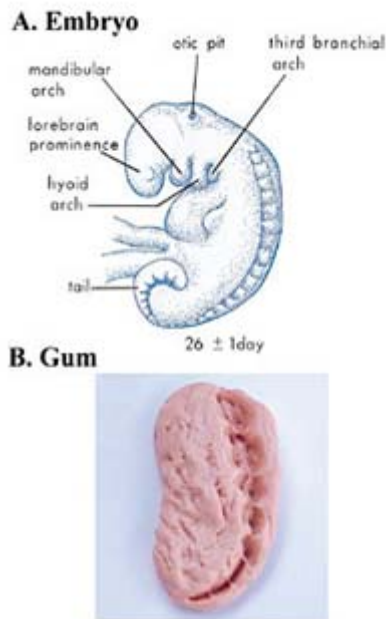 A. Embryo
otic pit
third branchial
arch
mandibular
arch
forebrain
prominence
hyoid
arch
tail
26 ± 1day
B. Gum